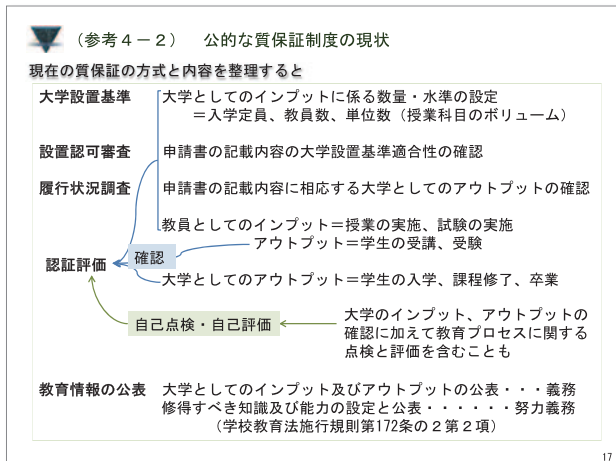 （参考４－２）　公的な質保証制度の現状
現在の質保証の方式と内容を整理すると
大学設置基準　大学としてのインプットに係る数量・水準の設定
＝入学定員、教員数、単位数（授業科目のボリューム）
設置認可審査　申請書の記載内容の大学設置基準適合性の確認
履行状況調査　申請書の記載内容に相応する大学としてのアウトプットの確認
教員としてのインプット＝授業の実施、試験の実施
アウトプット＝学生の受講、受験
確認
認証評価
大学としてのアウトプット＝学生の入学、課程修了、卒業
大学のインプット、アウトプットの
自己点検・自己評価　確認に加えて教育プロセスに関する
点検と評価を含むことも
教育情報の公表　大学としてのインプット及びアウトプットの公表・・・義務
修得すべき知識及び能力の設定と公表・・・・・・努力義務
（学校教育法施行規則第172条の２第２項）
17